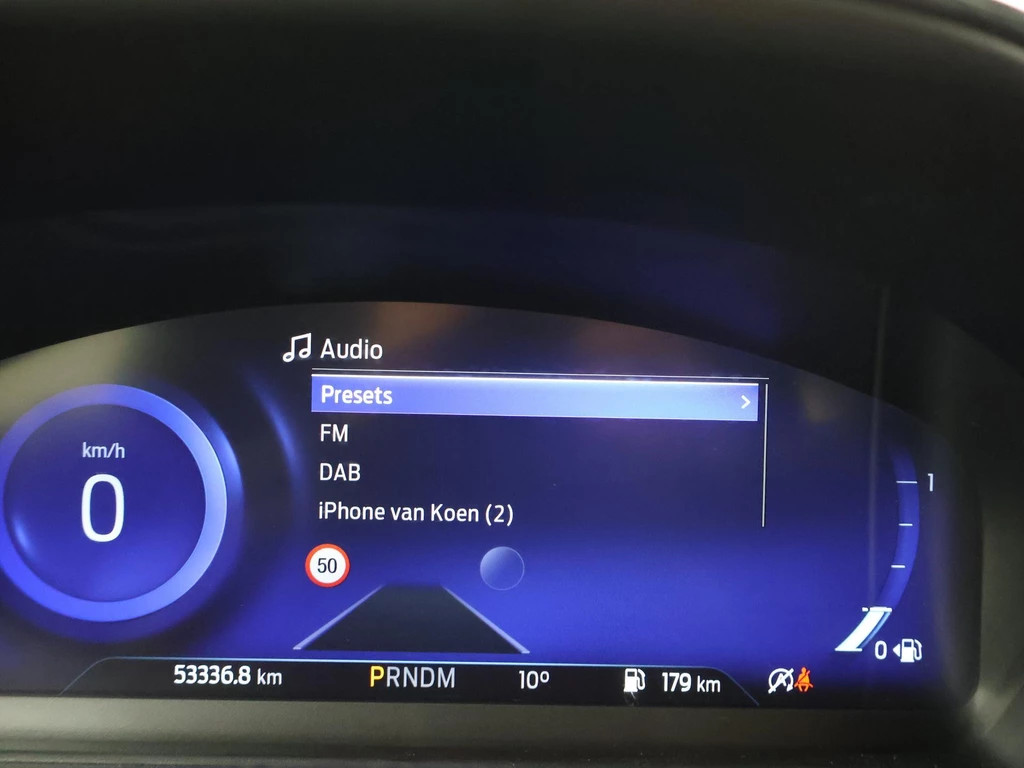 Audio
Presets
FM
DAB
iPhone van Koen (2)
km/h
0
50
1
0
53336.8 km
PRNDM
10º
179 km